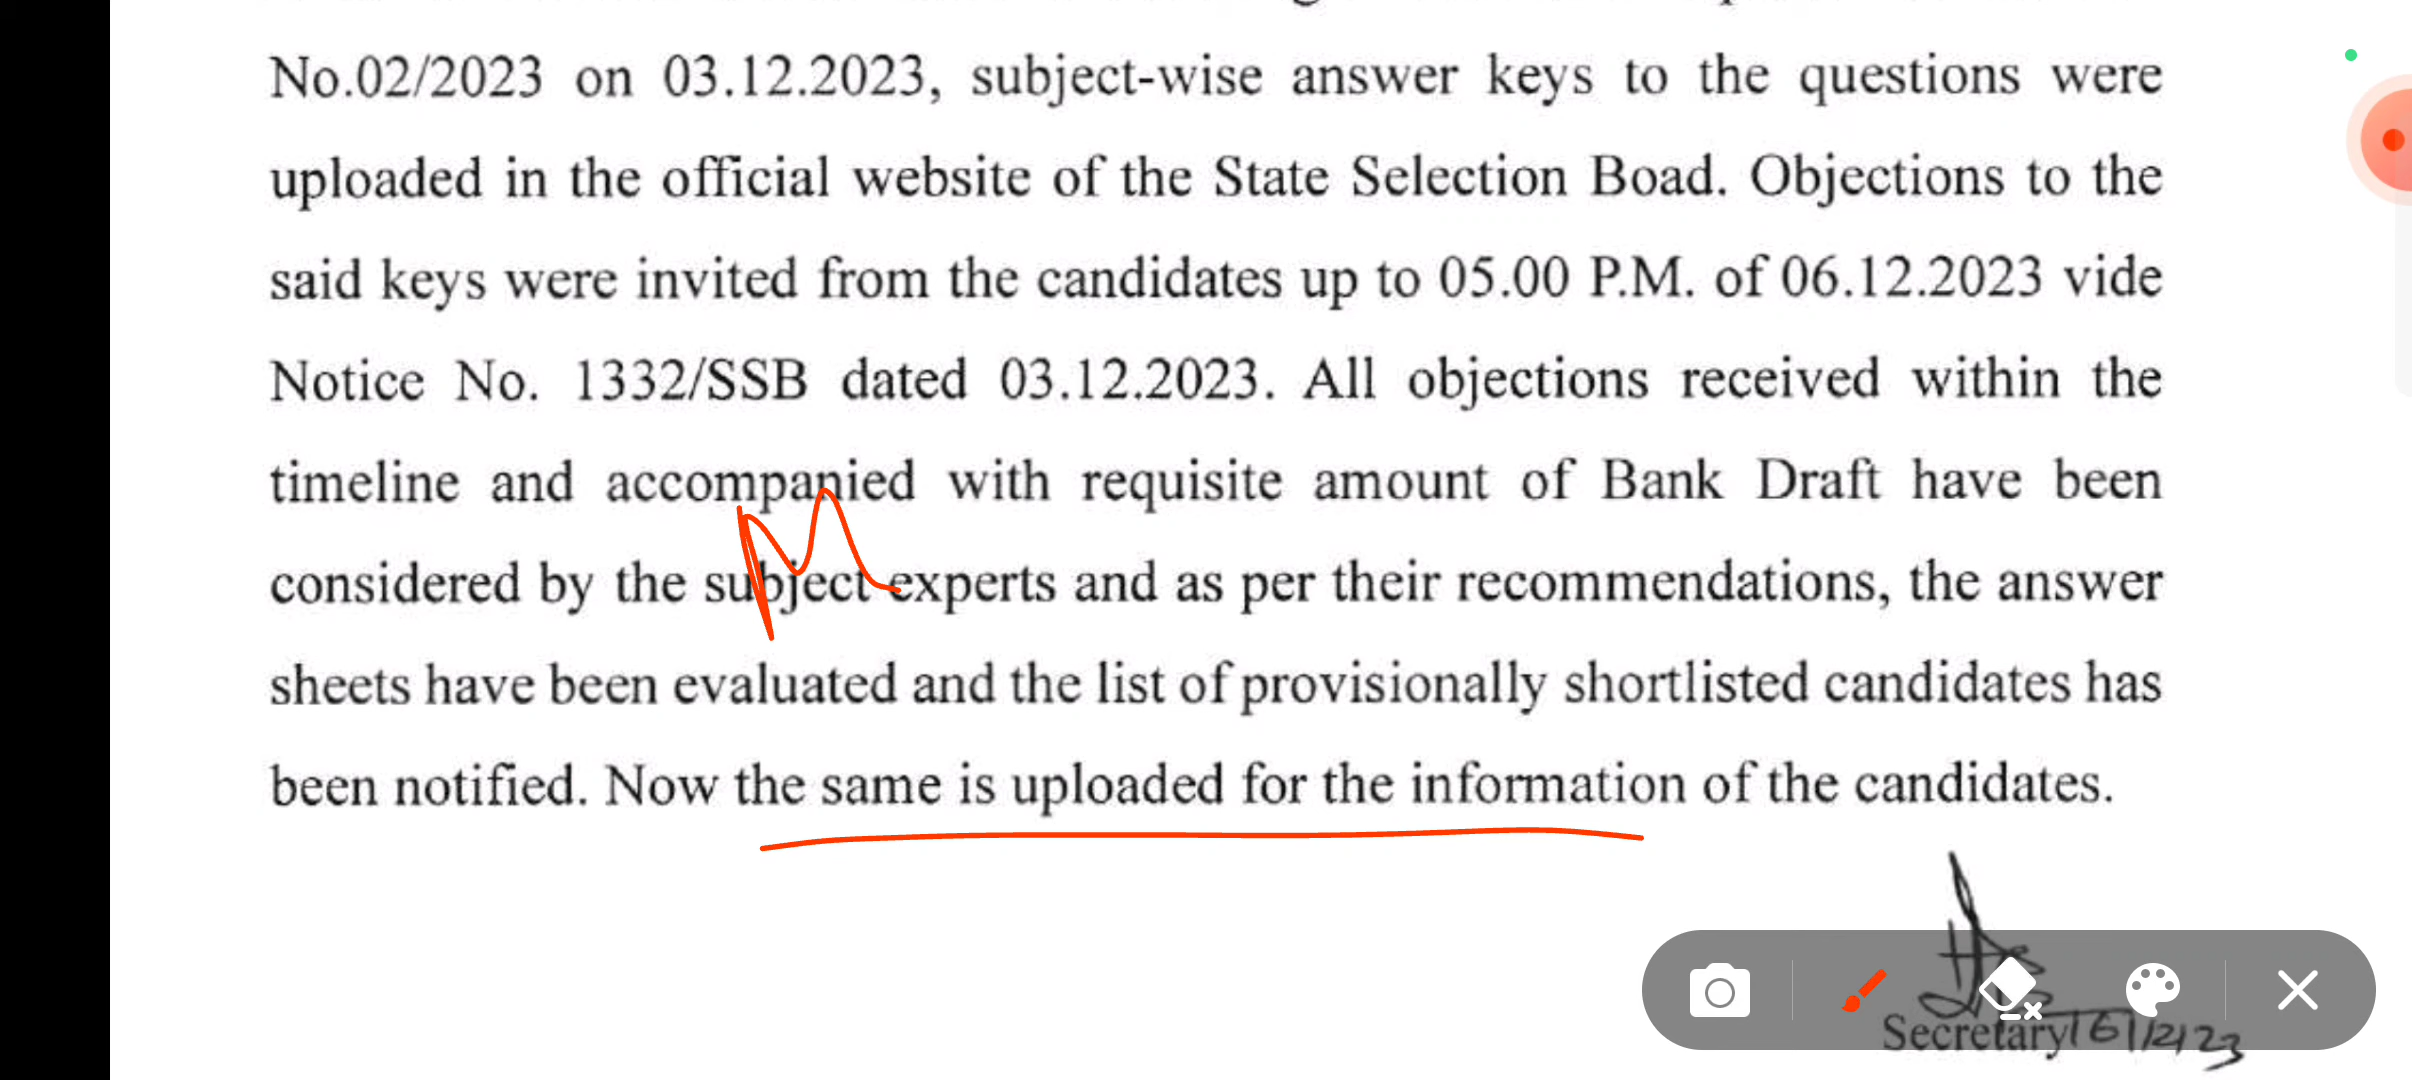 No.02/2023 on 03.12.2023, subject-wise answer keys to the questions were
uploaded in the official website of the State Selection Boad. Objections to the
said keys were invited from the candidates up to 05.00 P.M. of 06.12.2023 vide
Notice No. 1332/SSB dated 03.12.2023. All objections received within the
timeline and accompanied with requisite amount of Bank Draft have been
considered by the subject experts and as per their recommendations, the answer
sheets have been evaluated and the list of provisionally shortlisted candidates has
been notified. Now the same is uploaded for the information of the candidates.
Secretary